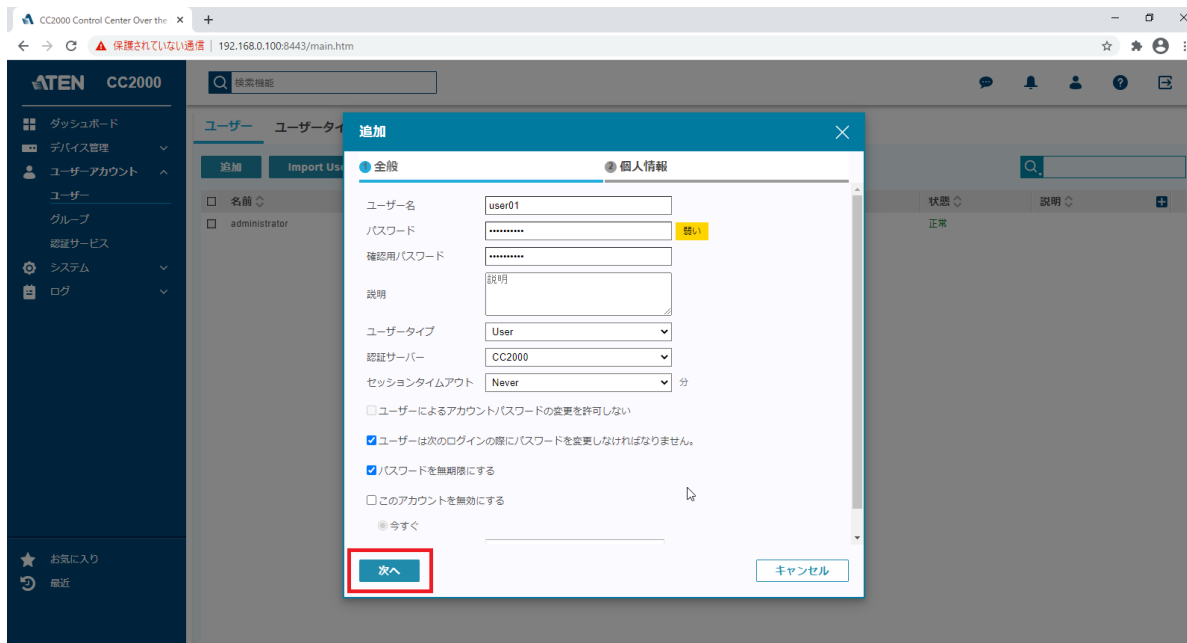 CC2000 Control Center Over the
保護されていない通信 | 192.168.0.100:8443/main.htm
ATEN CC2000
検索機能
ダッシュボード
デバイス管理
ユーザーアカウント
ユーザー
グループ
認証サービス
システム
ログ
お気に入り
最近
ユーザー ユーザータイ
追加 Import Use
名前 状態 説明
administrator 正常
追加
1 全般 2 個人情報
ユーザー名 user01
パスワード •••••••••• 弱い
確認用パスワード ••••••••••
説明 説明
ユーザータイプ User
認証サーバー CC2000
セッションタイムアウト Never 分
ユーザーによるアカウントパスワードの変更を許可しない
ユーザーは次のログインの際にパスワードを変更しなければなりません。
パスワードを無期限にする
このアカウントを無効にする
今すぐ
次へ キャンセル